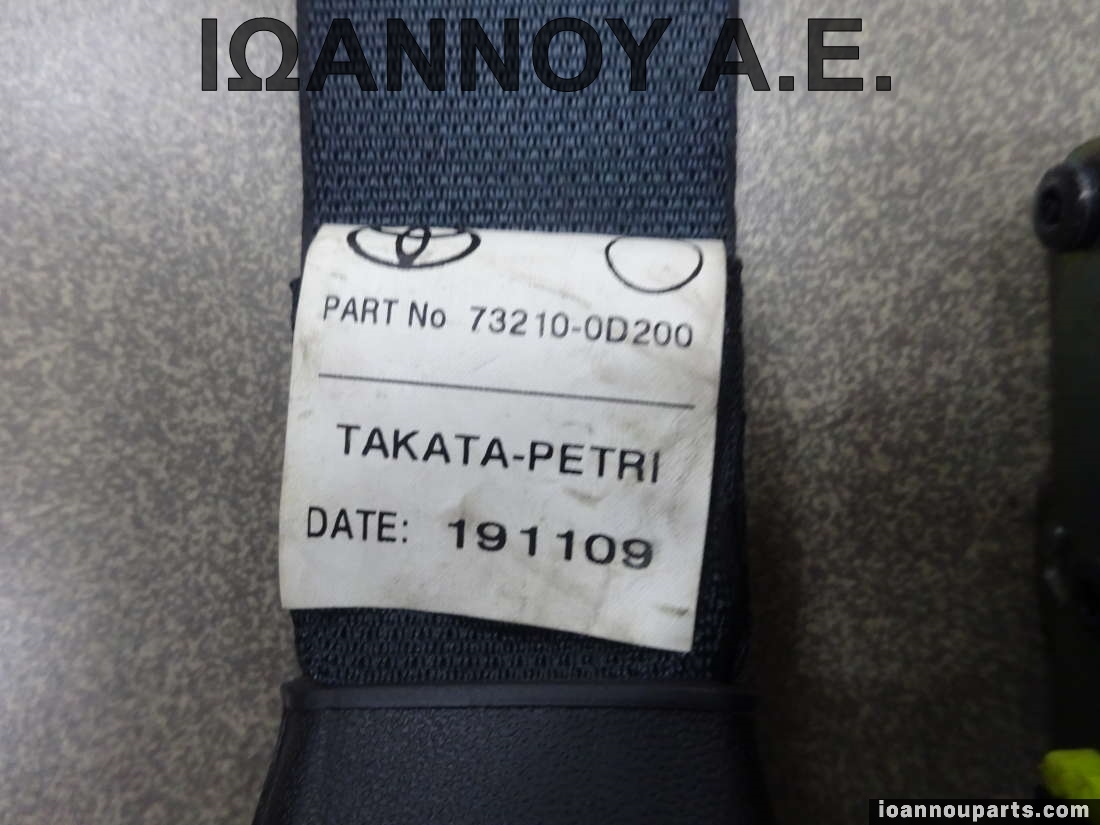 ΙΩΑΝΝΟΥ Α.Ε.
PART No 73210-0D200
TAKATA-PETRI
DATE: 191109
ioannouparts.com